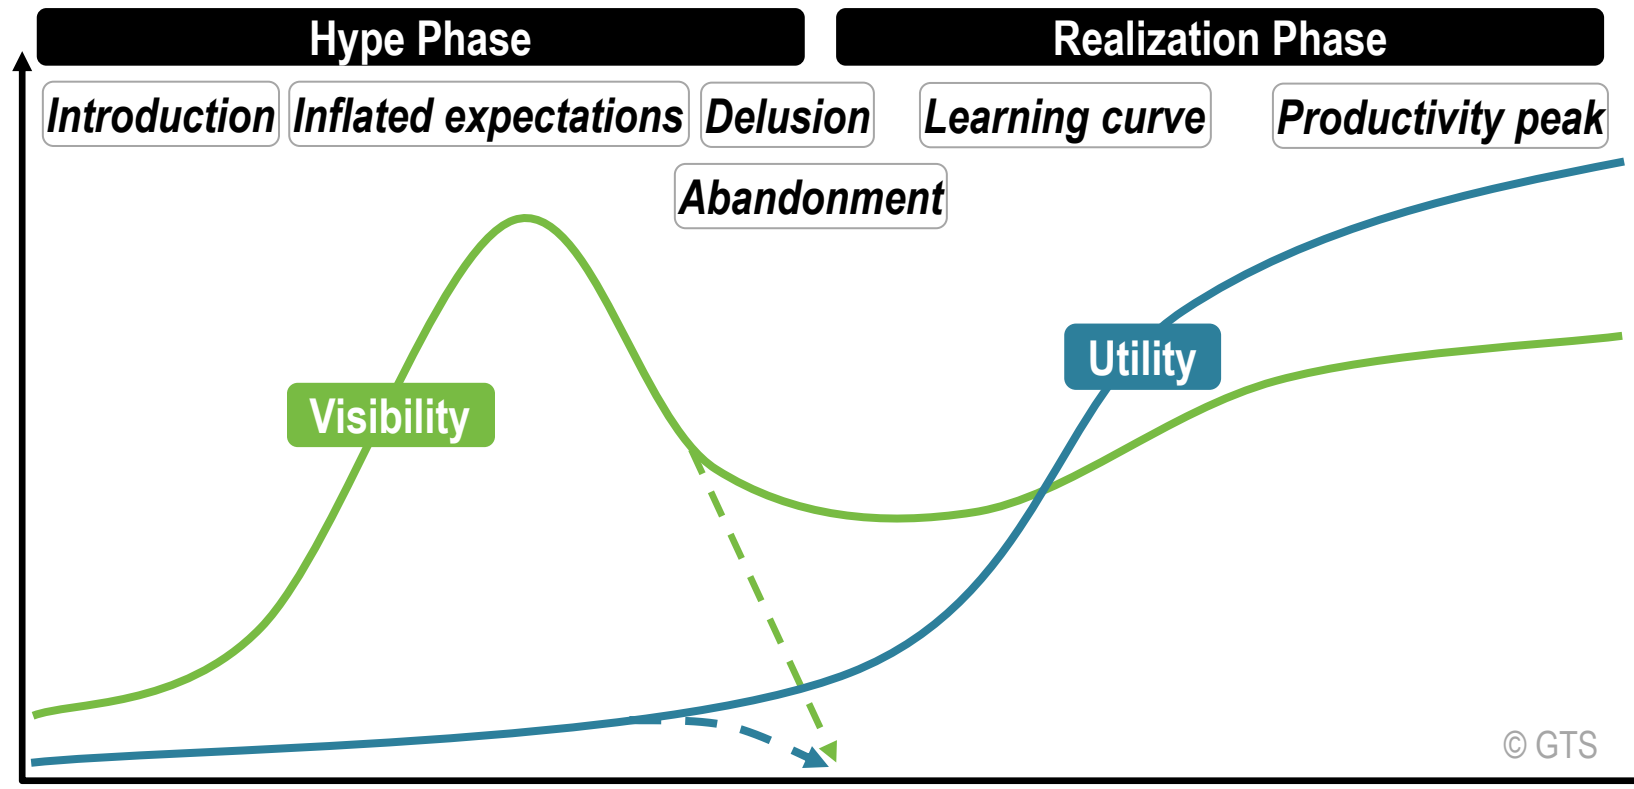 Hype Phase
Realization Phase
Introduction
Inflated expectations
Delusion
Learning curve
Productivity peak
Abandonment
Utility
Visibility
© GTS